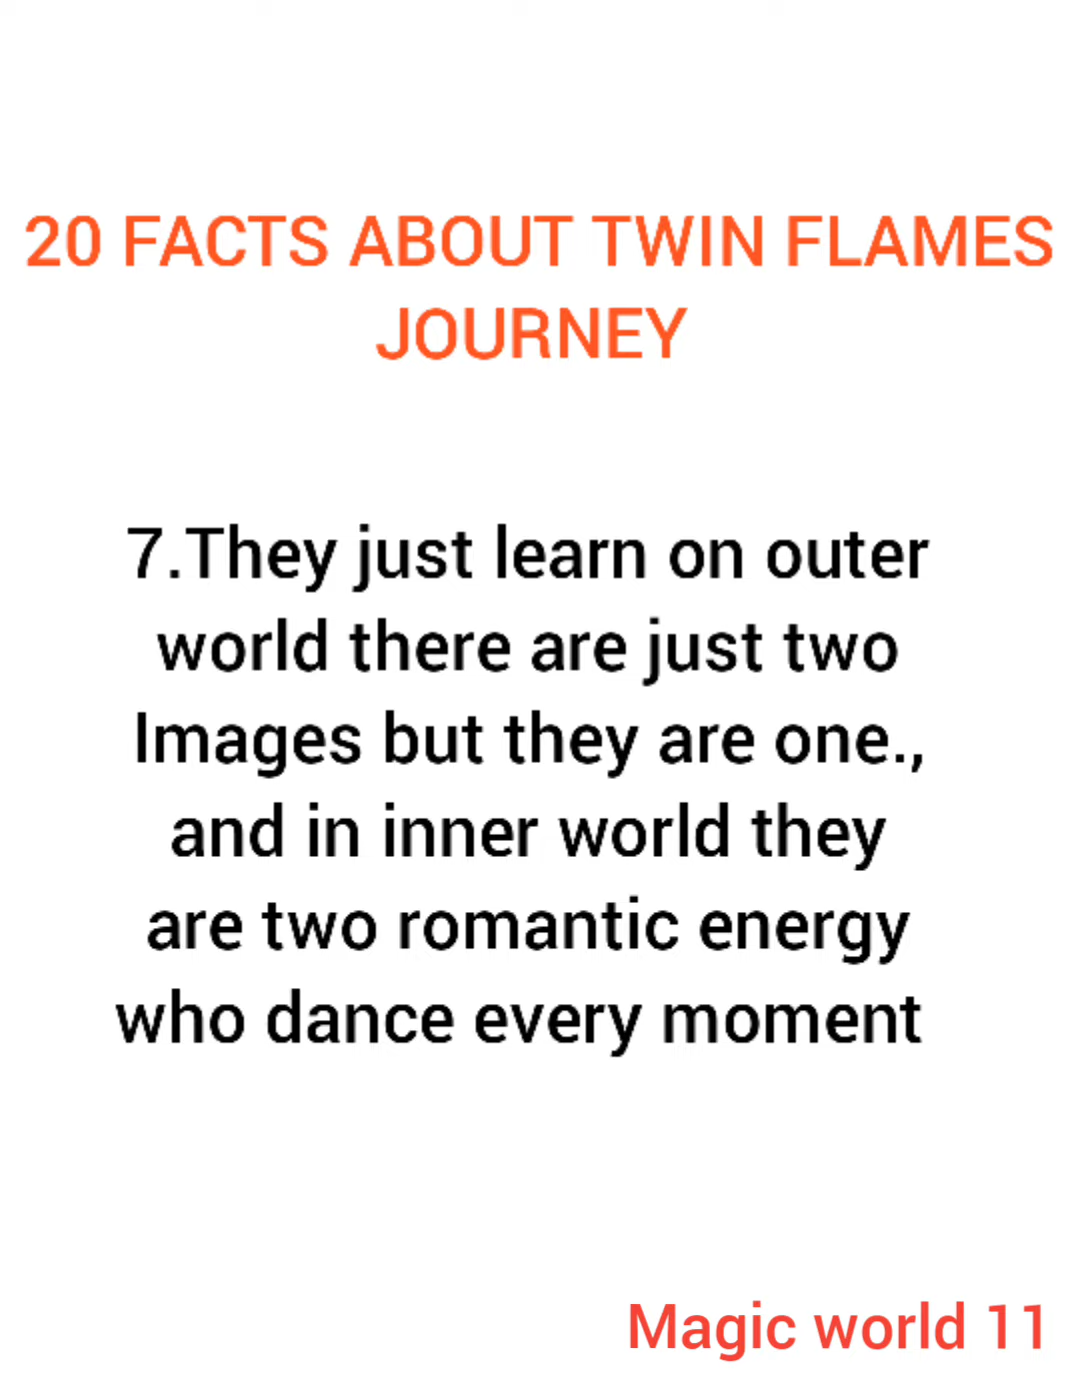 20 FACTS ABOUT TWIN FLAMES
JOURNEY
7.They just learn on outer
world there are just two
Images but they are one.,
and in inner world they
are two romantic energy
who dance every moment
Magic world 11